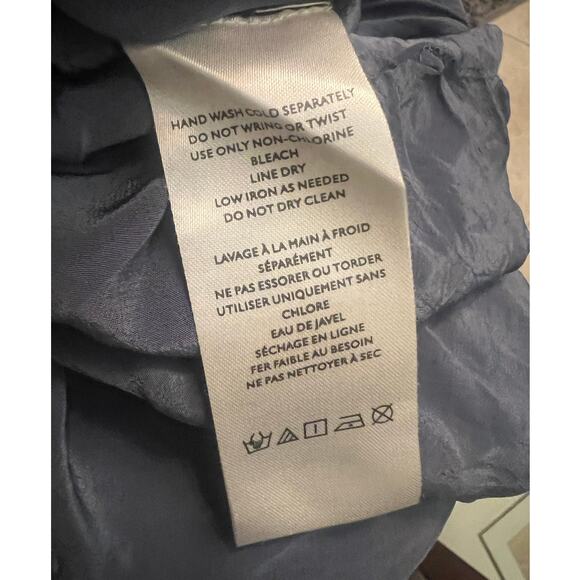 HAND WASH COLD SEPARATELY
DO NOT WRING OR TWIST
USE ONLY NON-CHLORINE
BLEACH
LINE DRY
LOW IRON AS NEEDED
DO NOT DRY CLEAN
LAVAGE À LA MAIN À FROID
SÉPARÉMENT
NE PAS ESSORER OU TORDER
UTILISER UNIQUEMENT SANS
CHLORE
EAU DE JAVEL
SÉCHAGE EN LIGNE
FER FAIBLE AU BESOIN
NE PAS NETTOYER À SEC